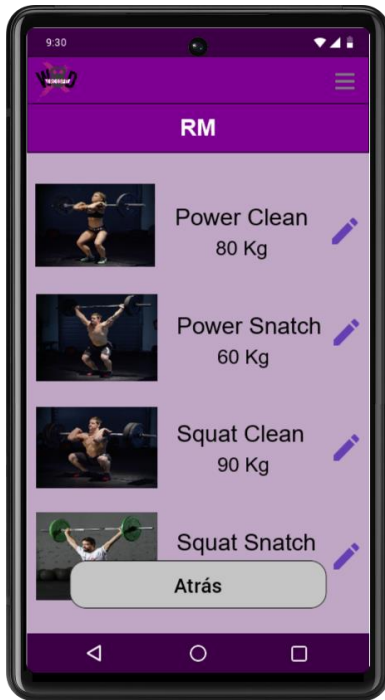 9:30
RM
Power Clean
80 Kg
Power Snatch
60 Kg
Squat Clean
90 Kg
Squat Snatch
Atrás